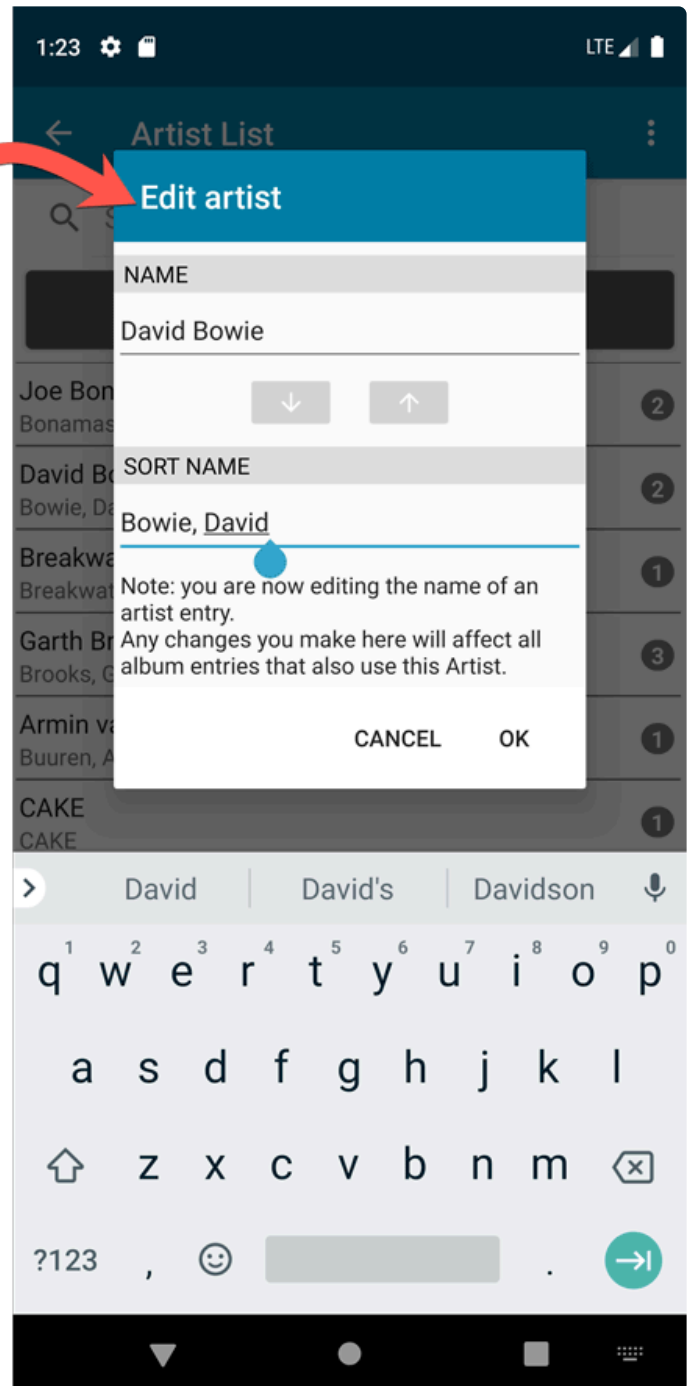 1:23 LTE
Artist List
Edit artist
S
NAME
David Bowie
Joe Bon
Bonamas
2
SORT NAME
David Bo
Bowie, Da
2
Bowie, David
Breakwa
Breakwat
1
Note: you are now editing the name of an
artist entry.
Any changes you make here will affect all
album entries that also use this Artist.
Garth Br
Brooks, G
3
CANCEL OK
Armin va
Buuren, A
1
CAKE
CAKE
1
David David's Davidson
1 2 3 4 5 6 7 8 9 0
q w e r t y u i o p
a s d f g h j k l
z x c v b n m
?123 , .